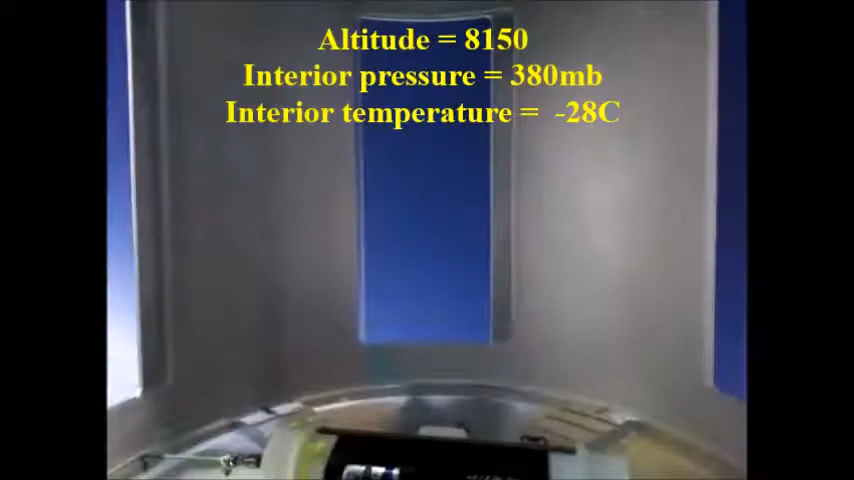 Altitude = 8150
Interior pressure = 380mb
Interior temperature = -28C